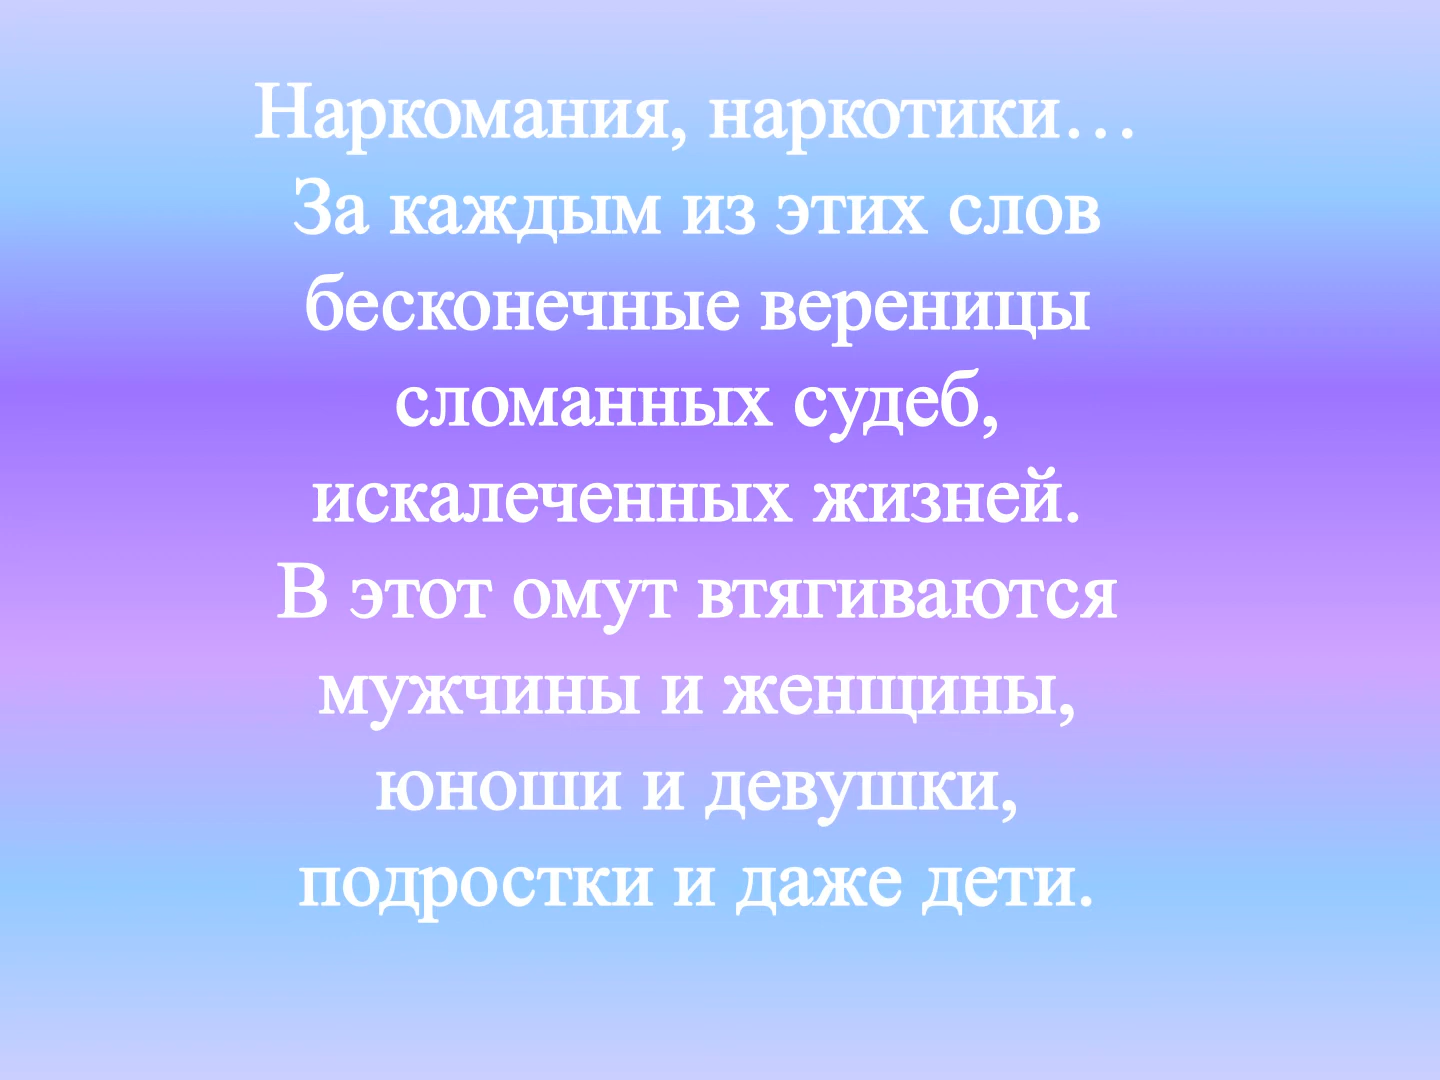 Наркомания, наркотики…
За каждым из этих слов
бесконечные вереницы
сломанных судеб,
искалеченных жизней.
В этот омут втягиваются
мужчины и женщины,
юноши и девушки,
подростки и даже дети.